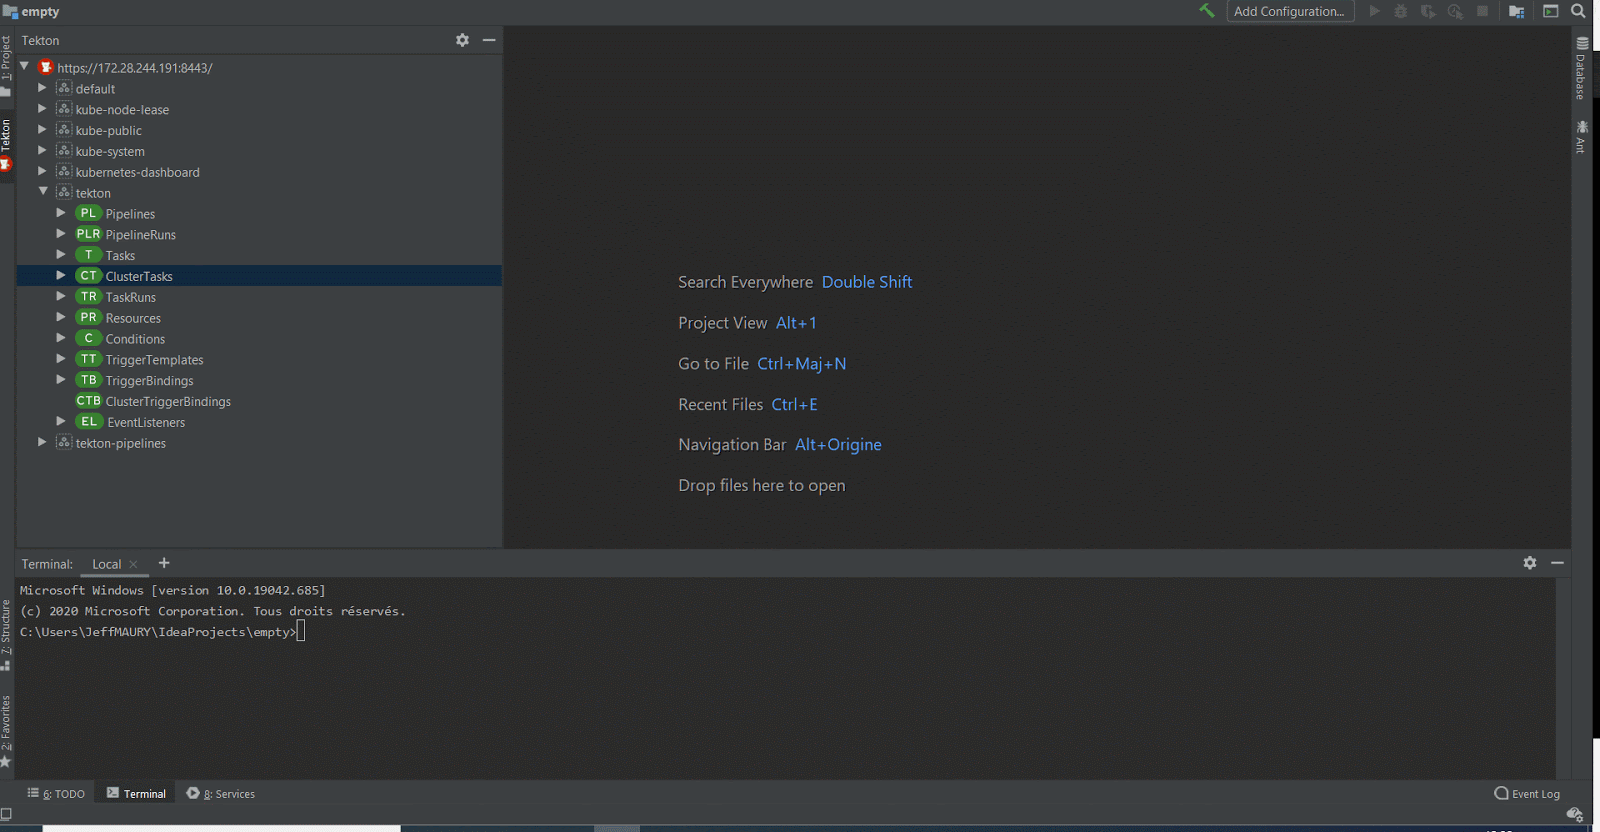 empty
Add Configuration...
Tekton
https://172.28.244.191:8443/
default
kube-node-lease
kube-public
kube-system
kubernetes-dashboard
tekton
PL Pipelines
PLR PipelineRuns
T Tasks
CT ClusterTasks
TR TaskRuns
PR Resources
C Conditions
TT TriggerTemplates
TB TriggerBindings
CTB ClusterTriggerBindings
EL EventListeners
tekton-pipelines
1: Project
Tekton
7: Structure
2: Favorites
Search Everywhere Double Shift
Project View Alt+1
Go to File Ctrl+Maj+N
Recent Files Ctrl+E
Navigation Bar Alt+Origine
Drop files here to open
Database
Ant
Terminal: Local × +
Microsoft Windows [version 10.0.19042.685]
(c) 2020 Microsoft Corporation. Tous droits réservés.
C:\Users\JeffMAURY\IdeaProjects\empty>
6: TODO
Terminal
8: Services
Event Log